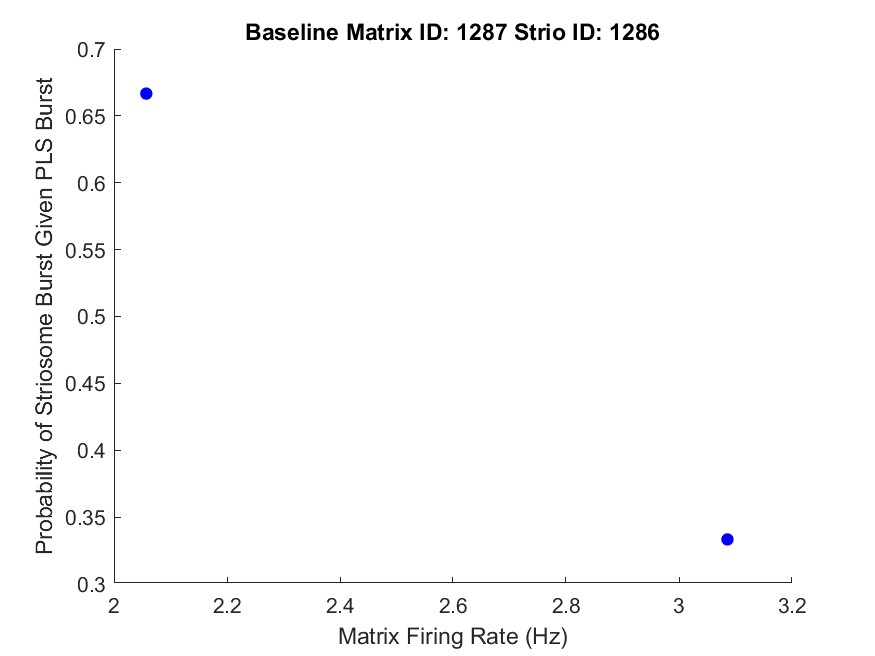 Baseline Matrix ID: 1287 Strio ID: 1286
Probability of Striosome Burst Given PLS Burst
0.7
0.65
0.6
0.55
0.5
0.45
0.4
0.35
0.3
2 2.2 2.4 2.6 2.8 3 3.2
Matrix Firing Rate (Hz)